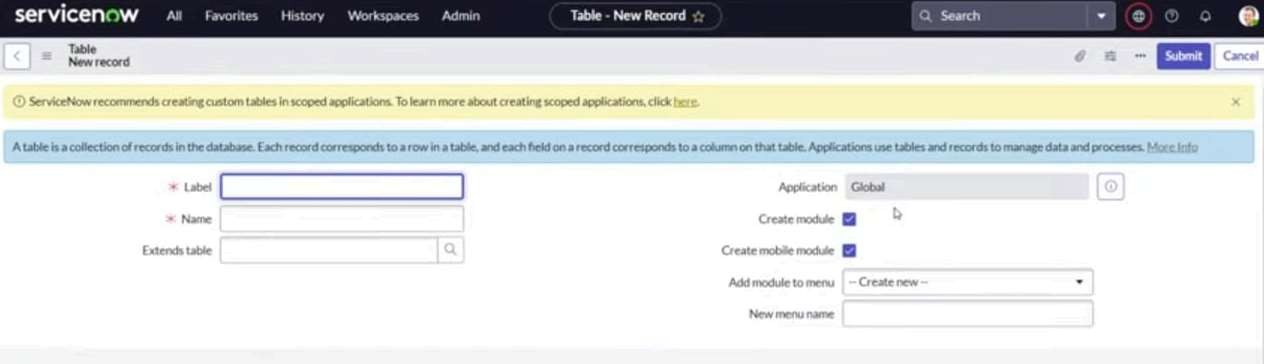 servicenow All Favorites History Workspaces Admin Table - New Record Search
Table
New record
Submit Cancel
ServiceNow recommends creating custom tables in scoped applications. To learn more about creating scoped applications, click here.
A table is a collection of records in the database. Each record corresponds to a row in a table, and each field on a record corresponds to a column on that table. Applications use tables and records to manage data and processes. More Info
* Label Application Global
* Name Create module
Extends table Create mobile module
Add module to menu -- Create new --
New menu name